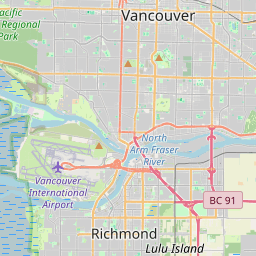 Vancouver
Pacific
Regional
Park
North
Arm Fraser
River
Vancouver
International
Airport
BC 91
Richmond
Lulu Island